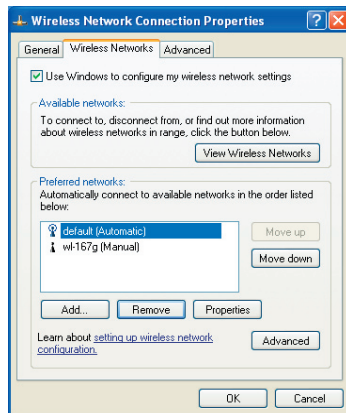 Wireless Network Connection Properties
General Wireless Networks Advanced
Use Windows to configure my wireless network settings
Available networks:
To connect to, disconnect from, or find out more information
about wireless networks in range, click the button below.
View Wireless Networks
Preferred networks:
Automatically connect to available networks in the order listed
below:
default (Automatic)
wl-167g (Manual)
Move up
Move down
Add... Remove Properties
Learn about setting up wireless network
configuration.
Advanced
OK Cancel